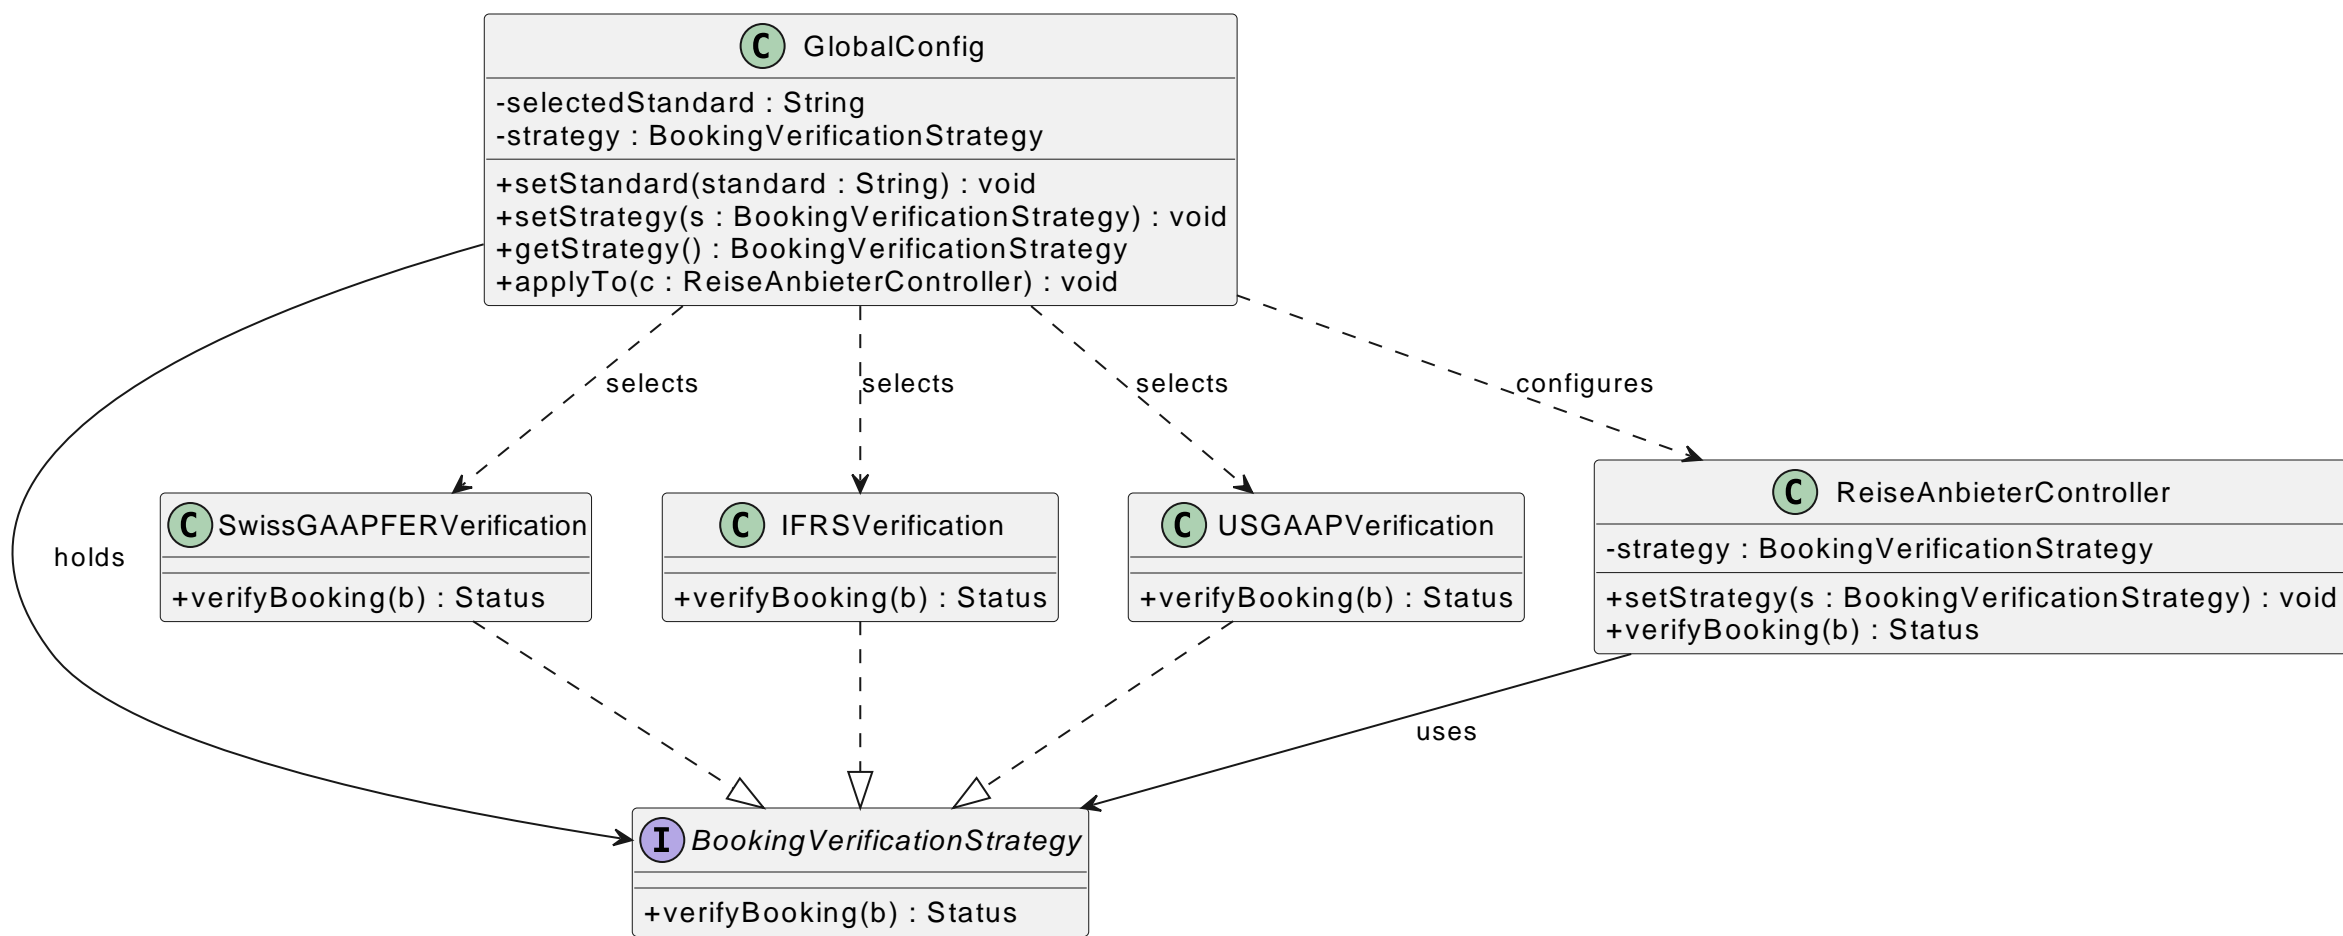 C GlobalConfig
-selectedStandard : String
-strategy : BookingVerificationStrategy
+setStandard(standard : String) : void
+setStrategy(s : BookingVerificationStrategy) : void
+getStrategy() : BookingVerificationStrategy
+applyTo(c : ReiseAnbieterController) : void
selects
selects
selects
configures
holds
C SwissGAAPFERVerification
+verifyBooking(b) : Status
C IFRSVerification
+verifyBooking(b) : Status
C USGAAPVerification
+verifyBooking(b) : Status
C ReiseAnbieterController
-strategy : BookingVerificationStrategy
+setStrategy(s : BookingVerificationStrategy) : void
+verifyBooking(b) : Status
uses
I BookingVerificationStrategy
+verifyBooking(b) : Status